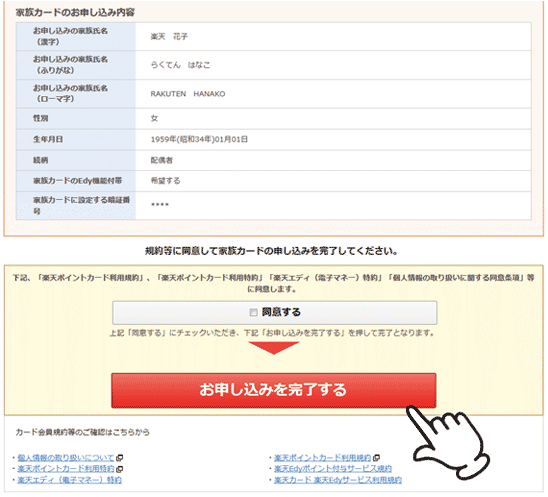 家族カードのお申し込み内容
お申し込みの家族氏名
（漢字）
楽天　花子
お申し込みの家族氏名
（ふりがな）
らくてん　はなこ
お申し込みの家族氏名
（ローマ字）
RAKUTEN　HANAKO
性別
女
生年月日
1959年(昭和34年)01月01日
続柄
配偶者
家族カードのEdy機能付帯
希望する
家族カードに設定する暗証番
号
****
規約等に同意して家族カードの申し込みを完了してください。
下記、「楽天ポイントカード利用規約」、「楽天ポイントカード利用特約」「楽天エディ（電子マネー）特約」「個人情報の取り扱いに関する同意条項」等
に同意します。
同意する
上記「同意する」にチェックいただき、下記「お申し込みを完了する」を押して完了となります。
お申し込みを完了する
カード会員規約等のご確認はこちらから
・個人情報の取り扱いについて
・楽天ポイントカード利用規約
・楽天ポイントカード利用特約
・楽天Edyポイント付与サービス規約
・楽天エディ（電子マネー）特約
・楽天カード 楽天Edyサービス利用規約